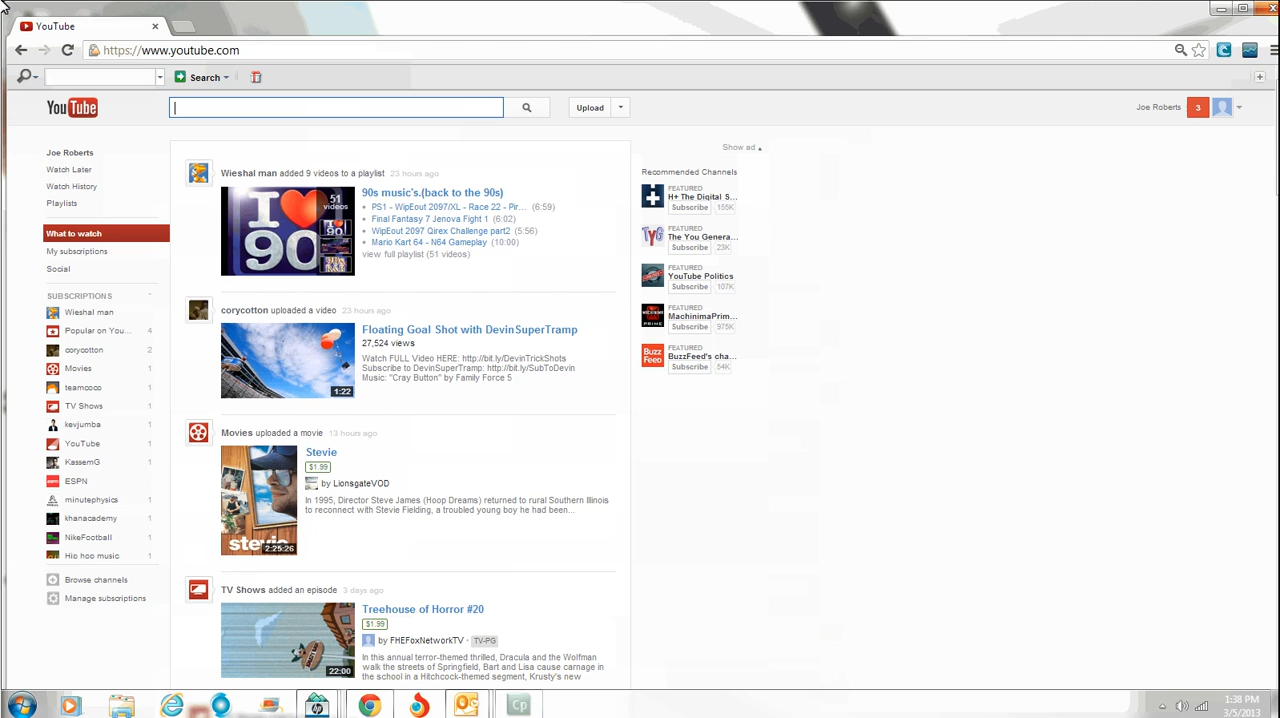 YouTube
https://www.youtube.com
Search
YouTube
Upload
Joe Roberts
3
Joe Roberts
Watch Later
Watch History
Playlists
What to watch
My subscriptions
Social
SUBSCRIPTIONS
Wieshal man
Popular on You... 4
corycotton 2
Movies 1
teamcoco 1
TV Shows 1
kevjumba 1
YouTube 1
KassemG 1
ESPN 1
minutephysics 1
khanacademy 1
NikeFootball 1
Hip hop music 1
Browse channels
Manage subscriptions
Wieshal man added 9 videos to a playlist 23 hours ago
I
90
51
videos
90s music's.(back to the 90s)
PS1 - WipEout 2097/XL - Race 22 - Pir... (6:59)
Final Fantasy 7 Jenova Fight 1 (6:02)
WipEout 2097 Qirex Challenge part2 (5:56)
Mario Kart 64 - N64 Gameplay (10:00)
view full playlist (51 videos)
corycotton uploaded a video 23 hours ago
1:22
Floating Goal Shot with DevinSuperTramp
27,524 views
Watch FULL Video HERE: http://bit.ly/DevinTrickShots
Subscribe to DevinSuperTramp: http://bit.ly/SubToDevin
Music: "Cray Button" by Family Force 5
Movies uploaded a movie 13 hours ago
stevie
2:25:26
Stevie
$1.99
by LionsgateVOD
In 1995, Director Steve James (Hoop Dreams) returned to rural Southern Illinois
to reconnect with Steve Fielding, a troubled young boy he had been...
TV Shows added an episode 3 days ago
22:00
Treehouse of Horror #20
$1.99
by FHEFoxNetworkTV · TV-PG
In this annual terror-themed thrilled, Dracula and the Wolfman
walk the streets of Springfield, Bart and Lisa cause carnage in
the school in a Hitchcock-themed segment, Krusty's new
Show ad
Recommended Channels
FEATURED
H+ The Digital S...
Subscribe 155K
FEATURED
The You Genera...
Subscribe 23K
FEATURED
YouTube Politics
Subscribe 107K
FEATURED
MachinimaPrim...
Subscribe 975K
Buzz
Feed
FEATURED
BuzzFeed's cha...
Subscribe 54K
Cp
1:38 PM
3/5/2013